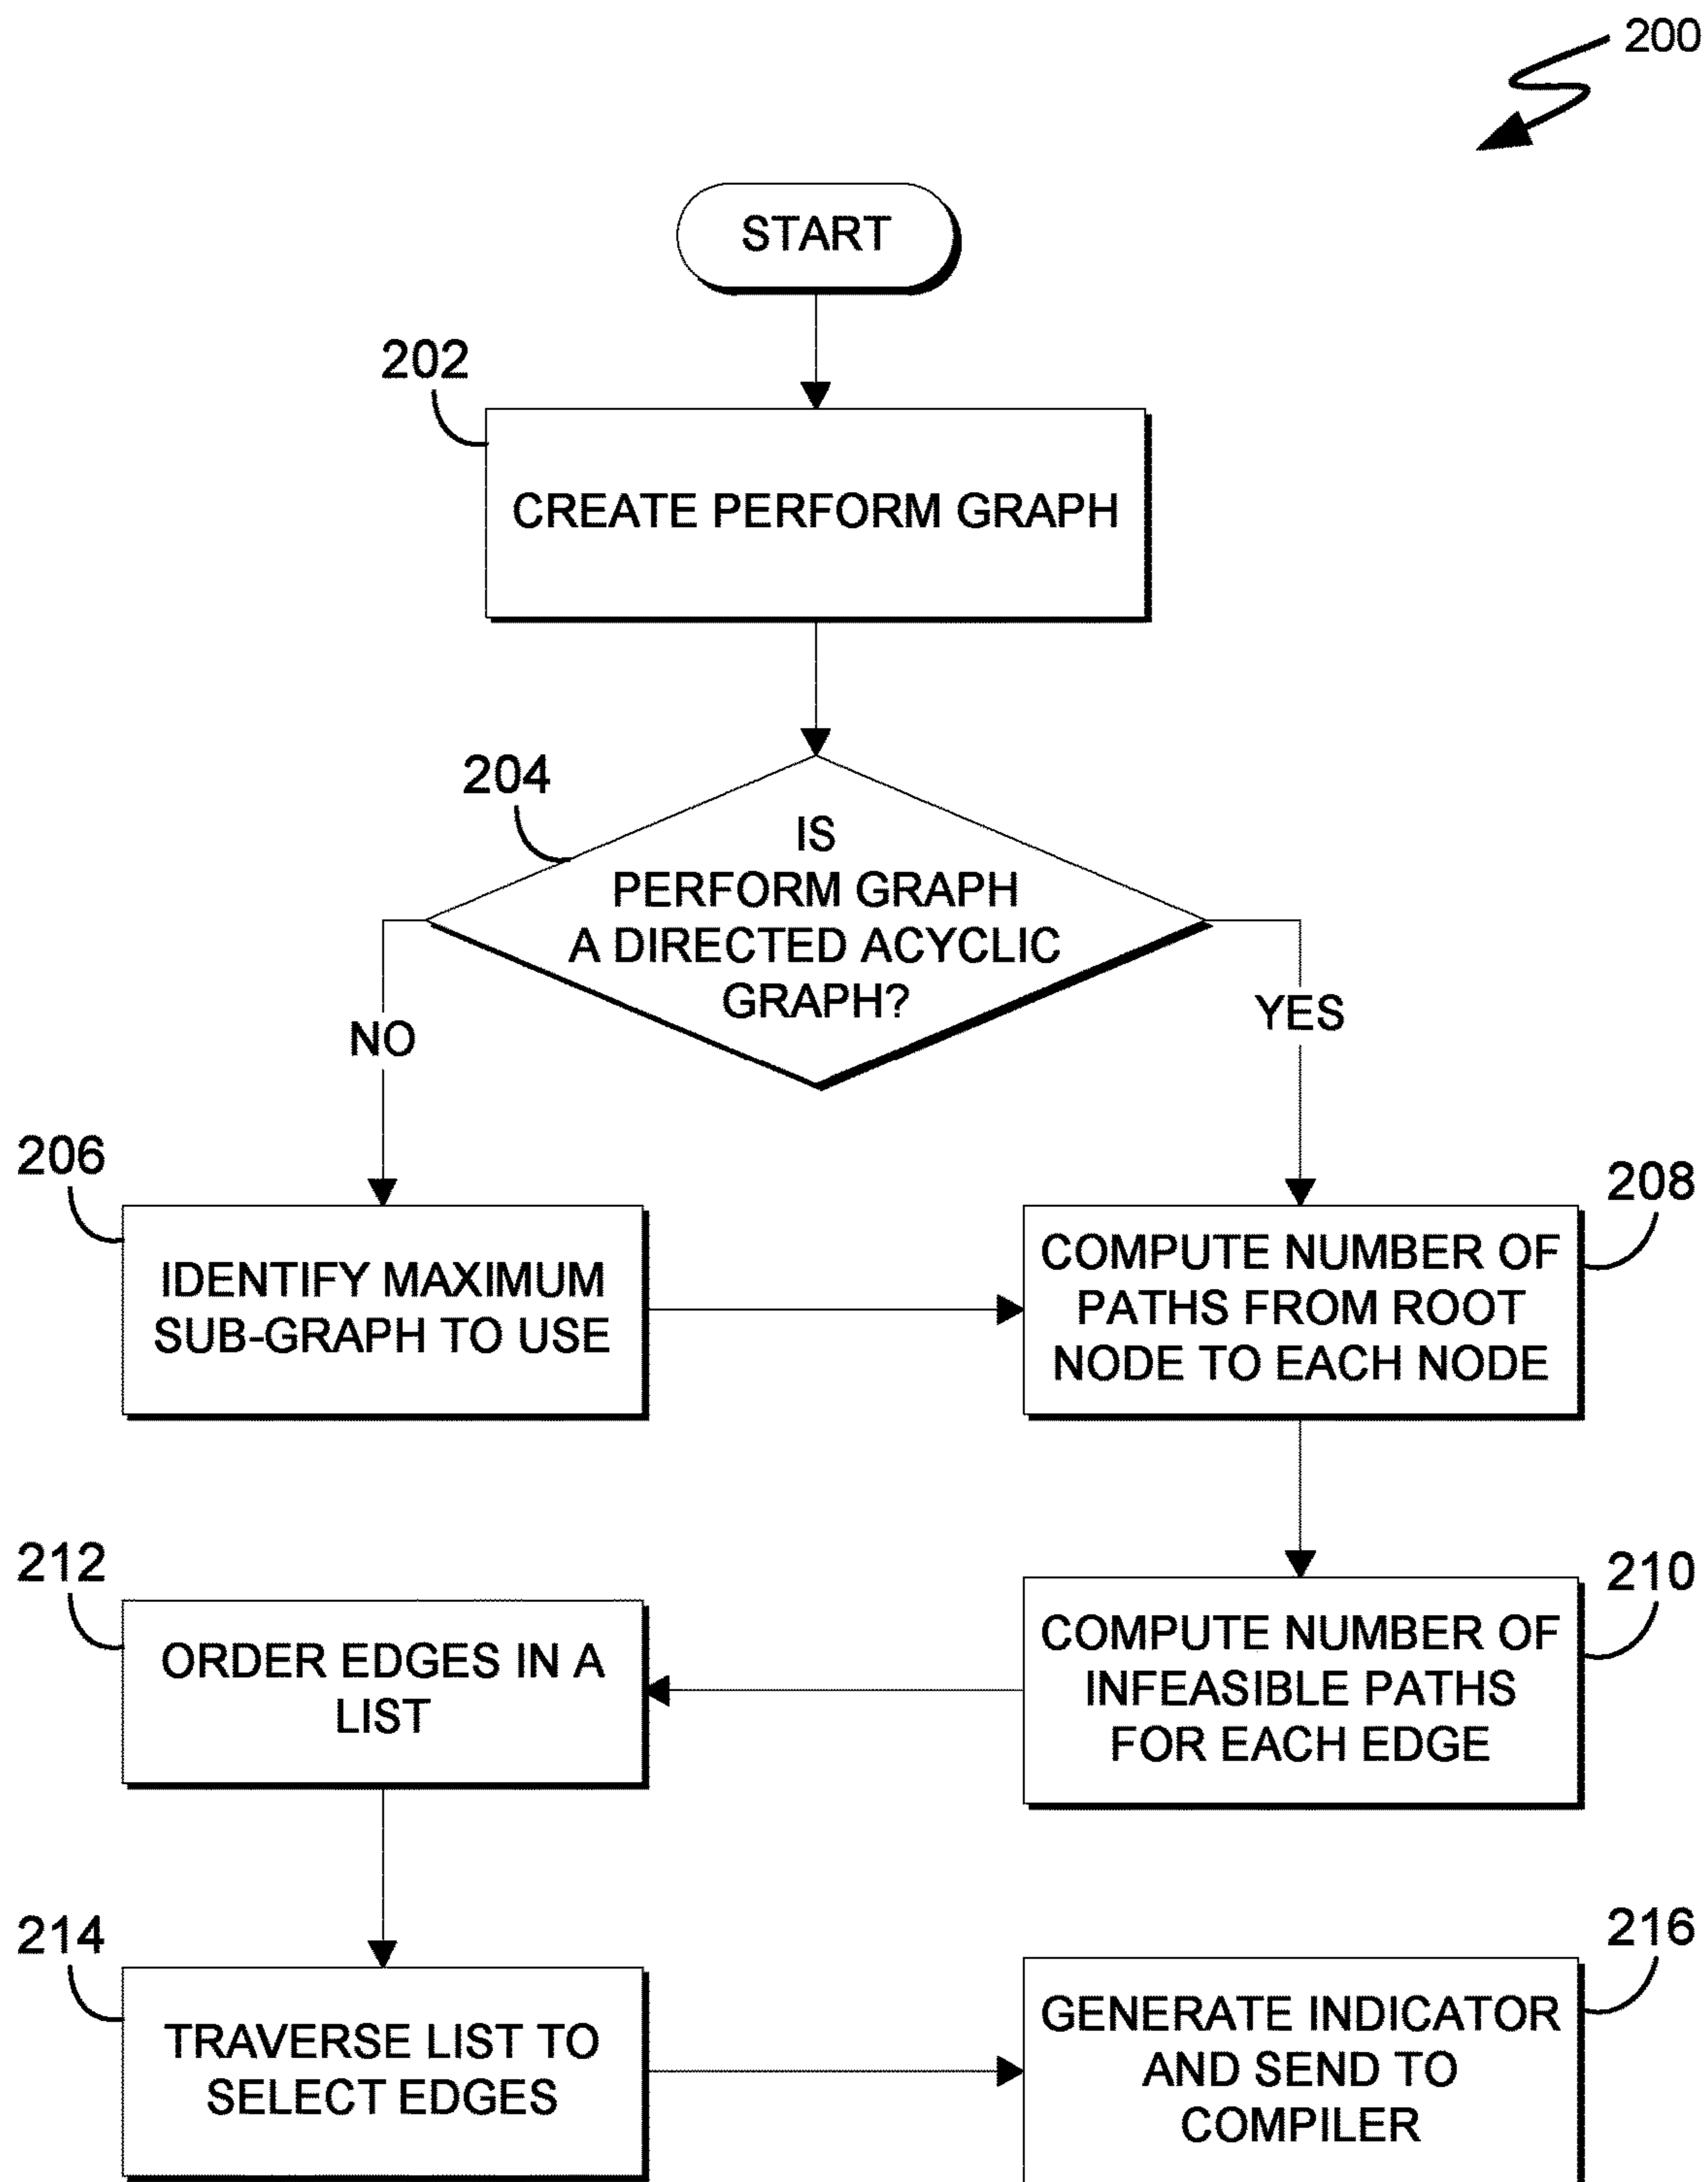 200
START
202
CREATE PERFORM GRAPH
204
IS
PERFORM GRAPH
A DIRECTED ACYCLIC
GRAPH?
NO
YES
206
IDENTIFY MAXIMUM
SUB-GRAPH TO USE
208
COMPUTE NUMBER OF
PATHS FROM ROOT
NODE TO EACH NODE
212
ORDER EDGES IN A
LIST
210
COMPUTE NUMBER OF
INFEASIBLE PATHS
FOR EACH EDGE
214
TRAVERSE LIST TO
SELECT EDGES
216
GENERATE INDICATOR
AND SEND TO
COMPILER